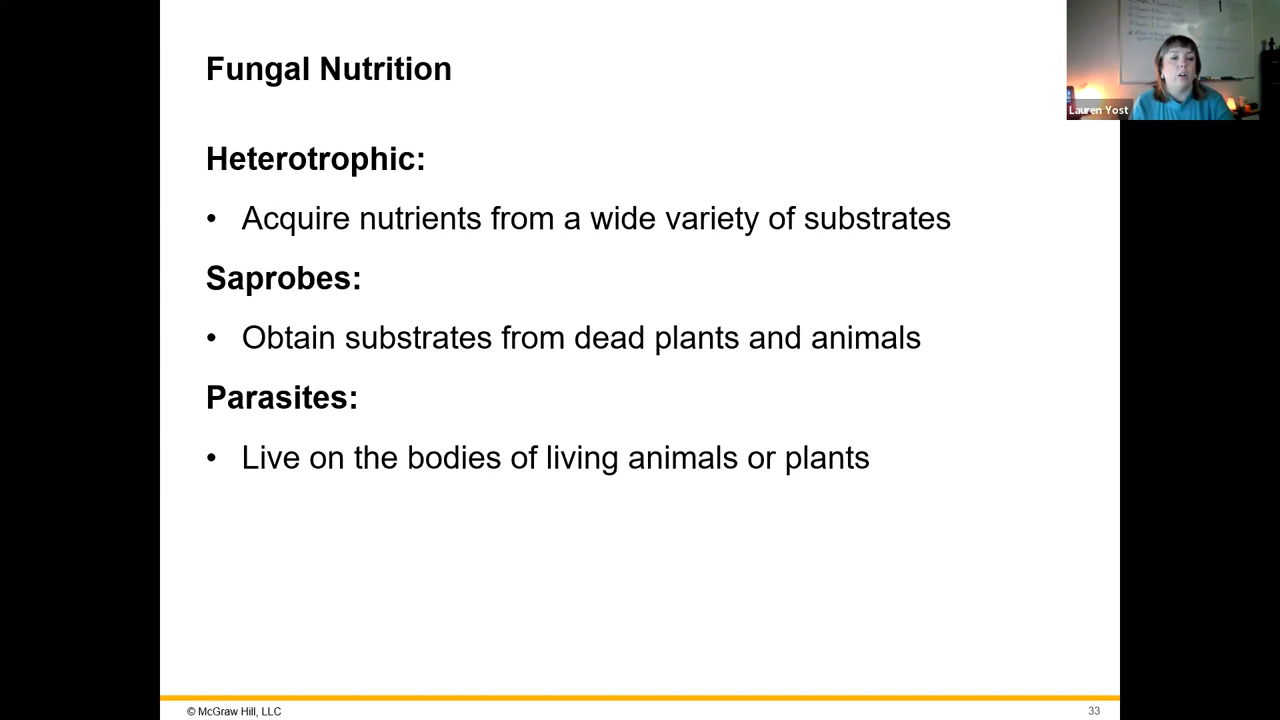 Fungal Nutrition
Heterotrophic:
• Acquire nutrients from a wide variety of substrates
Saprobes:
• Obtain substrates from dead plants and animals
Parasites:
• Live on the bodies of living animals or plants
© McGraw Hill, LLC
33
Lauren Yost